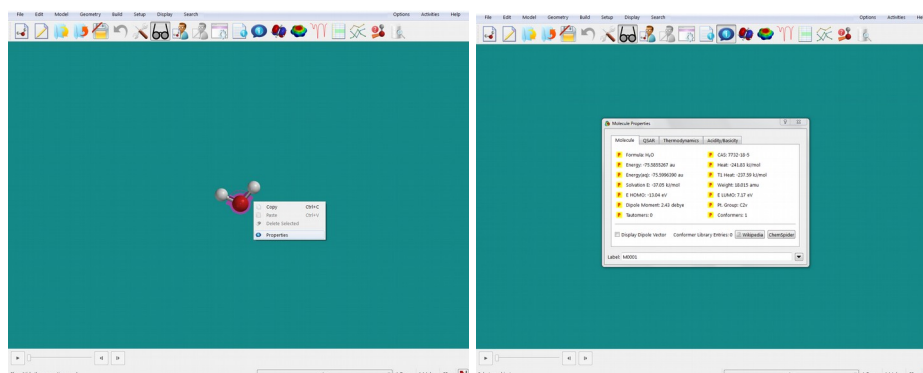 File Edit Model Geometry Build Setup Display Search Options Activities Help
Copy Ctrl+C
Paste Ctrl+V
Delete Selected
Properties
File Edit Model Geometry Build Setup Display Search Options Activities
Molecule Properties
Molecule QSAR Thermodynamics Acidity/Basicity
Formula: H₂O CAS: 7732-18-5
Energy: -75.5855267 au Heat: -241.83 kJ/mol
Energy(aq): -75.5996390 au T1 Heat: -237.59 kJ/mol
Solvation E: -37.05 kJ/mol Weight: 18.015 amu
E HOMO: -13.04 eV E LUMO: 7.17 eV
Dipole Moment: 2.43 debye Pt. Group: C2v
Tautomers: 0 Conformers: 1
Display Dipole Vector Conformer Library Entries: 0 Wikipedia ChemSpider
Label: M0001